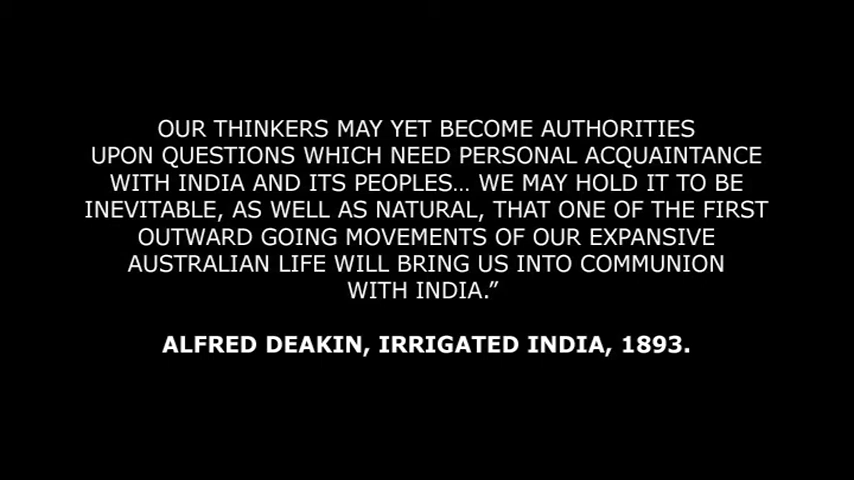 OUR THINKERS MAY YET BECOME AUTHORITIES
UPON QUESTIONS WHICH NEED PERSONAL ACQUAINTANCE
WITH INDIA AND ITS PEOPLES... WE MAY HOLD IT TO BE
INEVITABLE, AS WELL AS NATURAL, THAT ONE OF THE FIRST
OUTWARD GOING MOVEMENTS OF OUR EXPANSIVE
AUSTRALIAN LIFE WILL BRING US INTO COMMUNION
WITH INDIA.”
ALFRED DEAKIN, IRRIGATED INDIA, 1893.